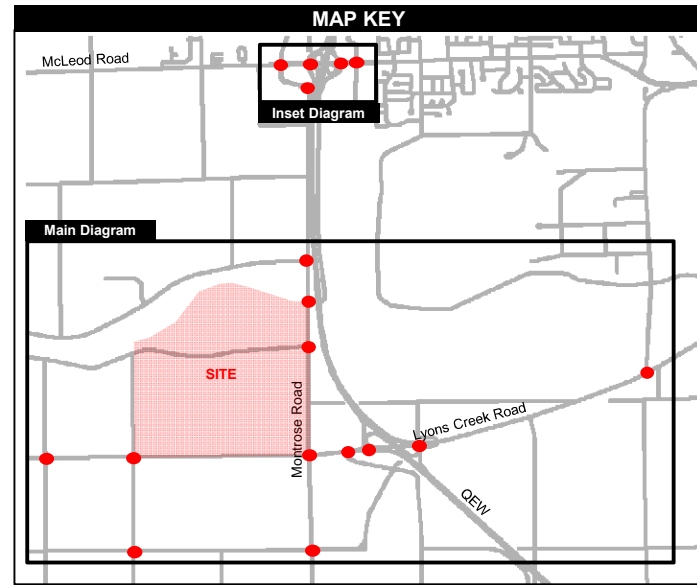 MAP KEY
McLeod Road
Inset Diagram
Main Diagram
SITE
Montrose Road
Lyons Creek Road
QEW